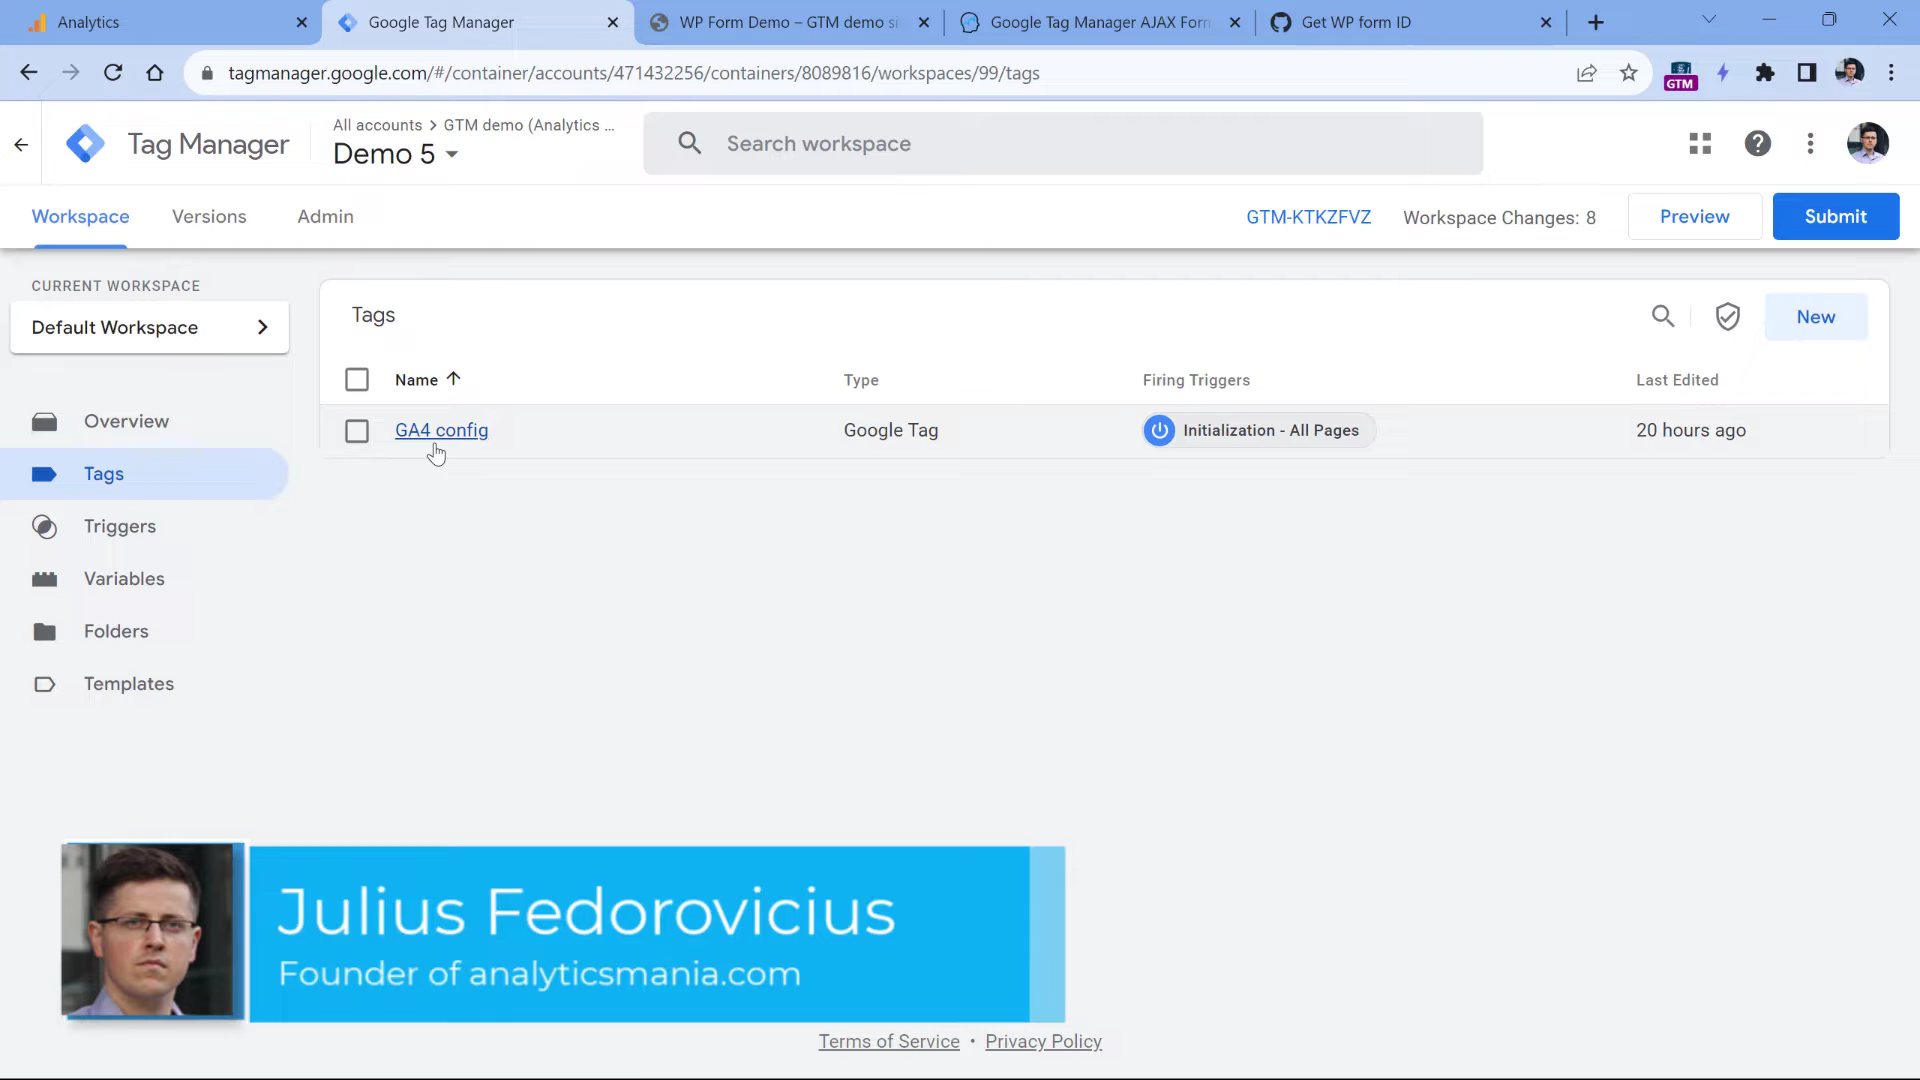 Analytics
Google Tag Manager
WP Form Demo – GTM demo si
Google Tag Manager AJAX Form
Get WP form ID
tagmanager.google.com/#/container/accounts/471432256/containers/8089816/workspaces/99/tags
GTM
Tag Manager
All accounts > GTM demo (Analytics ...
Demo 5
Search workspace
Workspace
Versions
Admin
GTM-KTKZFVZ
Workspace Changes: 8
Preview
Submit
CURRENT WORKSPACE
Default Workspace
Overview
Tags
Triggers
Variables
Folders
Templates
Tags
New
Name
Type
Firing Triggers
Last Edited
GA4 config
Google Tag
Initialization - All Pages
20 hours ago
Julius Fedorovicius
Founder of analyticsmania.com
Terms of Service • Privacy Policy